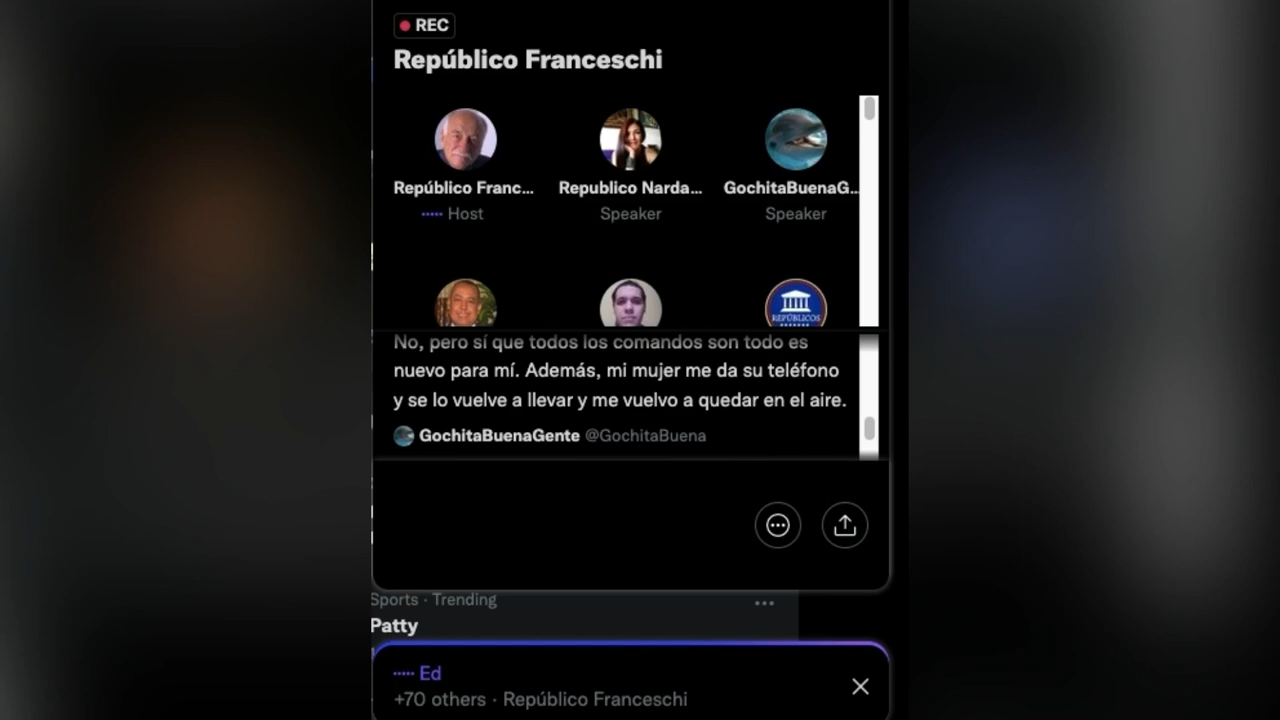 REC
Repúblico Franceschi
Repúblico Franc...
Republico Narda...
GochitaBuenaG...
Host
Speaker
Speaker
REPÚBLICOS
No, pero sí que todos los comandos son todo es
nuevo para mí. Además, mi mujer me da su teléfono
y se lo vuelve a llevar y me vuelvo a quedar en el aire.
GochitaBuenaGente @GochitaBuena
Sports · Trending
Patty
Ed
+70 others · Repúblico Franceschi